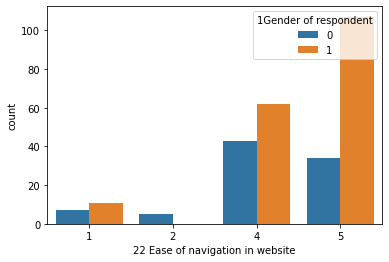 1Gender of respondent
0
1
100
80
60
40
20
0
count
1 2 4 5
22 Ease of navigation in website